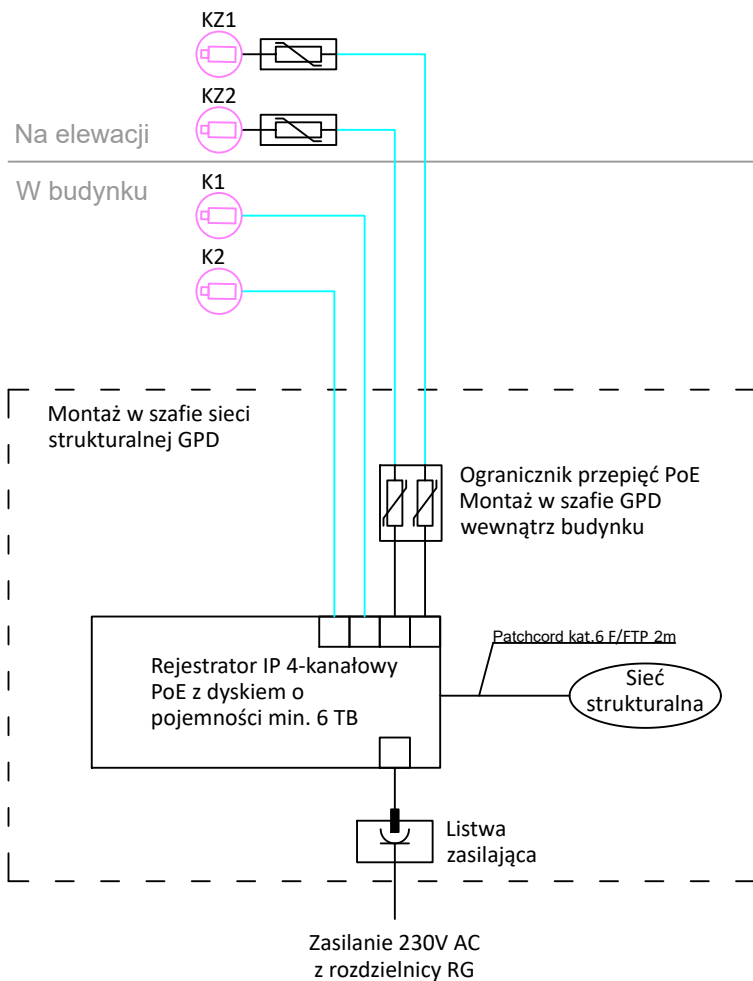 KZ1
KZ2
Na elewacji
W budynku
K1
K2
Montaż w szafie sieci
strukturalnej GPD
Ogranicznik przepięć PoE
Montaż w szafie GPD
wewnątrz budynku
Patchcord kat.6 F/FTP 2m
Rejestrator IP 4-kanałowy
PoE z dyskiem o
pojemności min. 6 TB
Sieć
strukturalna
Listwa
zasilająca
Zasilanie 230V AC
z rozdzielnicy RG